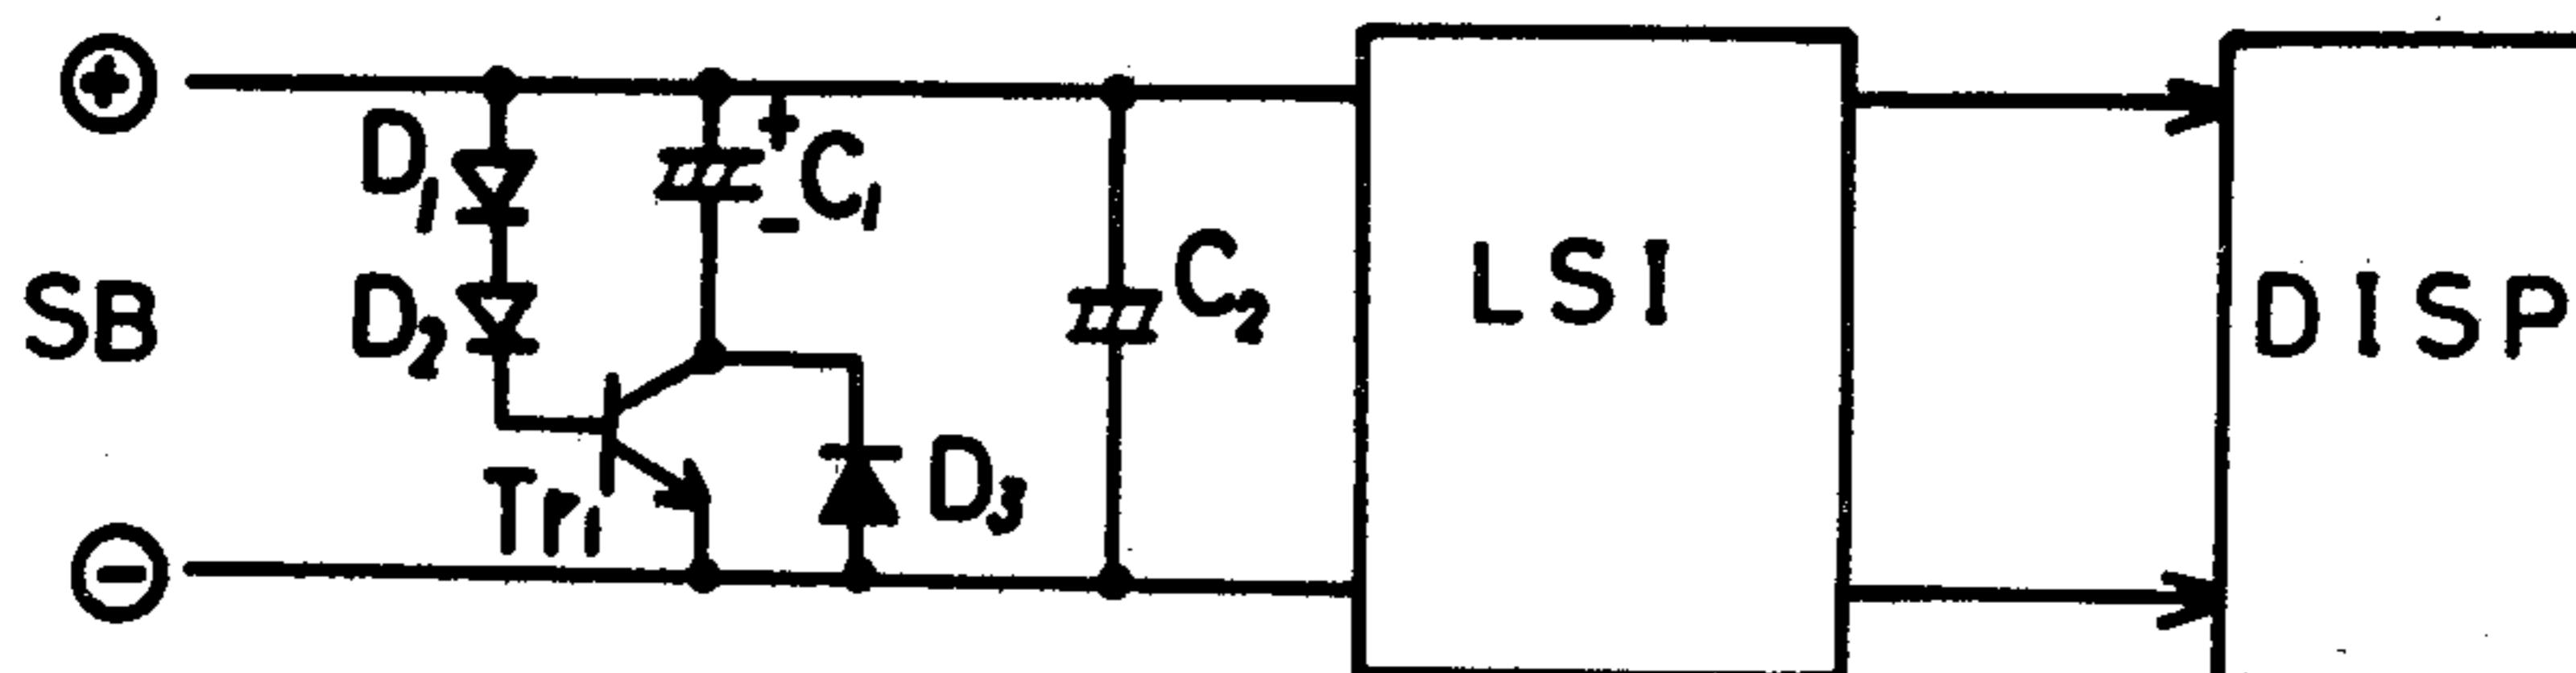 +
D1
+
-
C1
SB
D2
C2
LSI
DISP
Tr1
D3
-